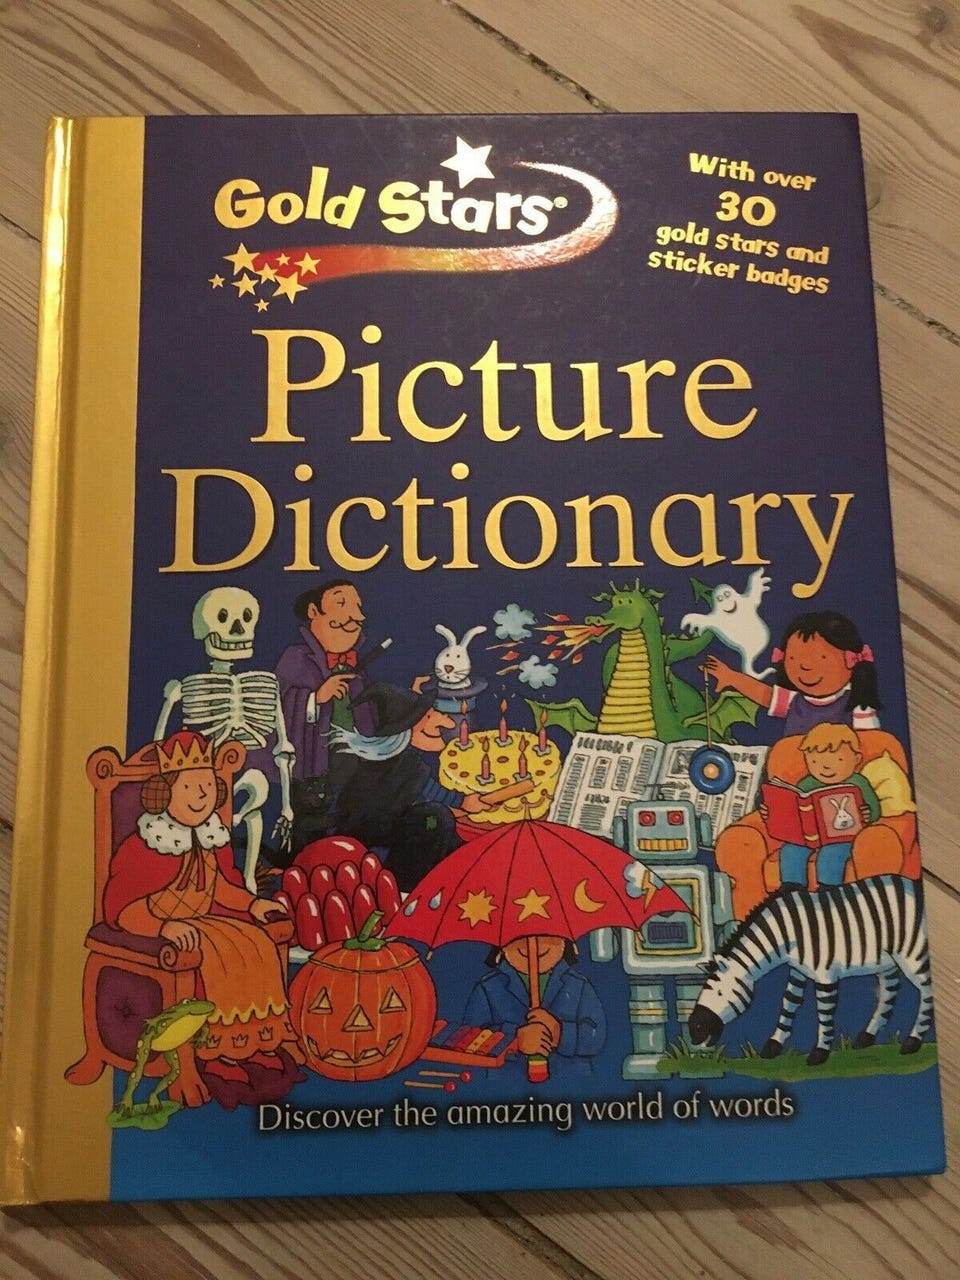 Gold Stars®
With over
30
gold stars and
sticker badges
Picture
Dictionary
Discover the amazing world of words